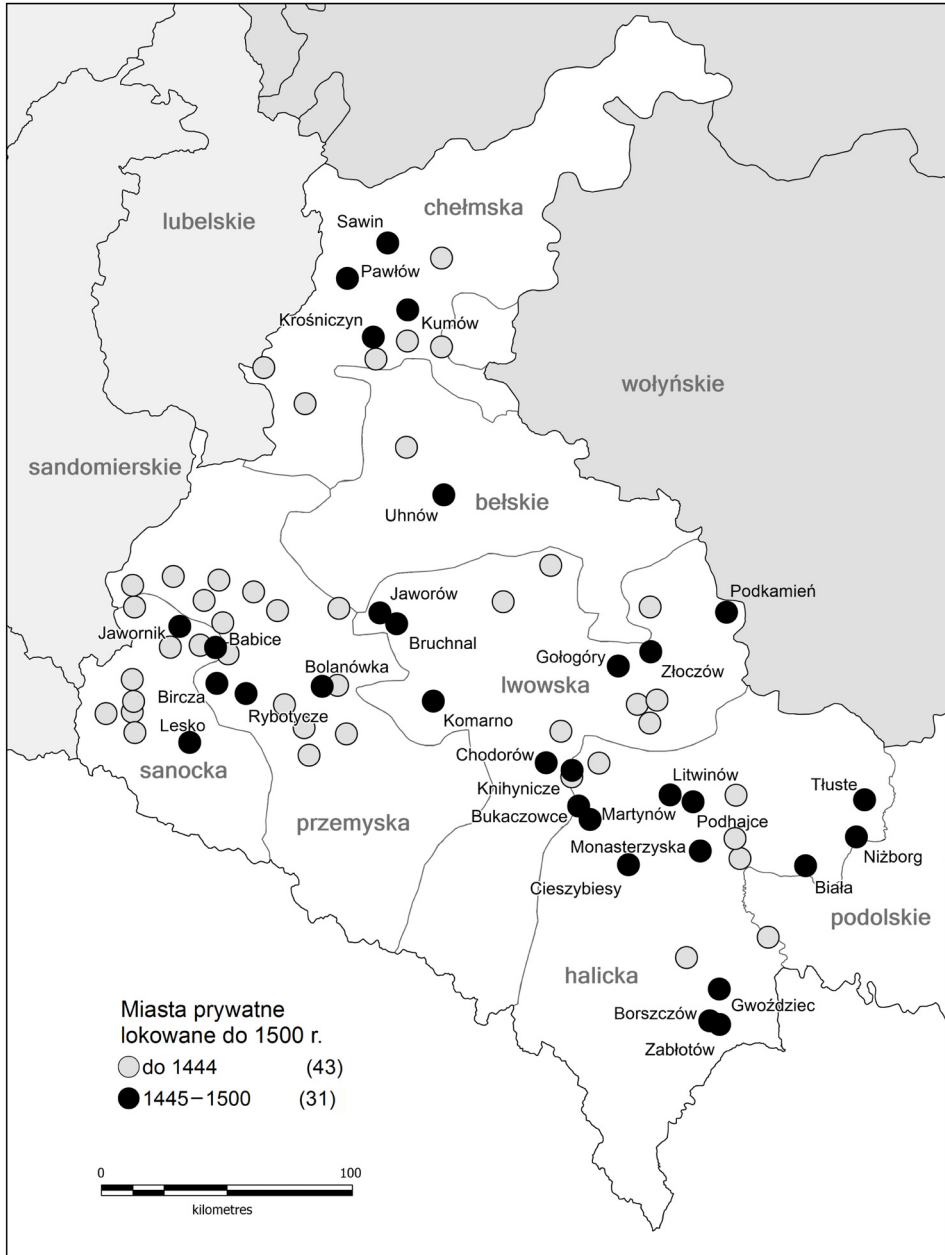 chełmska
lubelskie
Sawin
Pawłów
Krośniczyn
Kumów
wołyńskie
sandomierskie
Uhnów
bełskie
Jaworów
Podkamień
Jawornik
Babice
Bruchnal
Gołogóry
Złoczów
Bolanówka
lwowska
Bircza
Rybotycze
Komarno
Lesko
sanocka
Chodorów
Knihynicze
Litwinów
Tłuste
Bukaczowce
Martynów
Podhajce
przemyska
Monasterzyska
Niżborg
Cieszybiesy
Biała
podolskie
halicka
Gwoździec
Borszczów
Zabłotów
Miasta prywatne
lokowane do 1500 r.
do 1444 (43)
1445–1500 (31)
0 100
kilometres